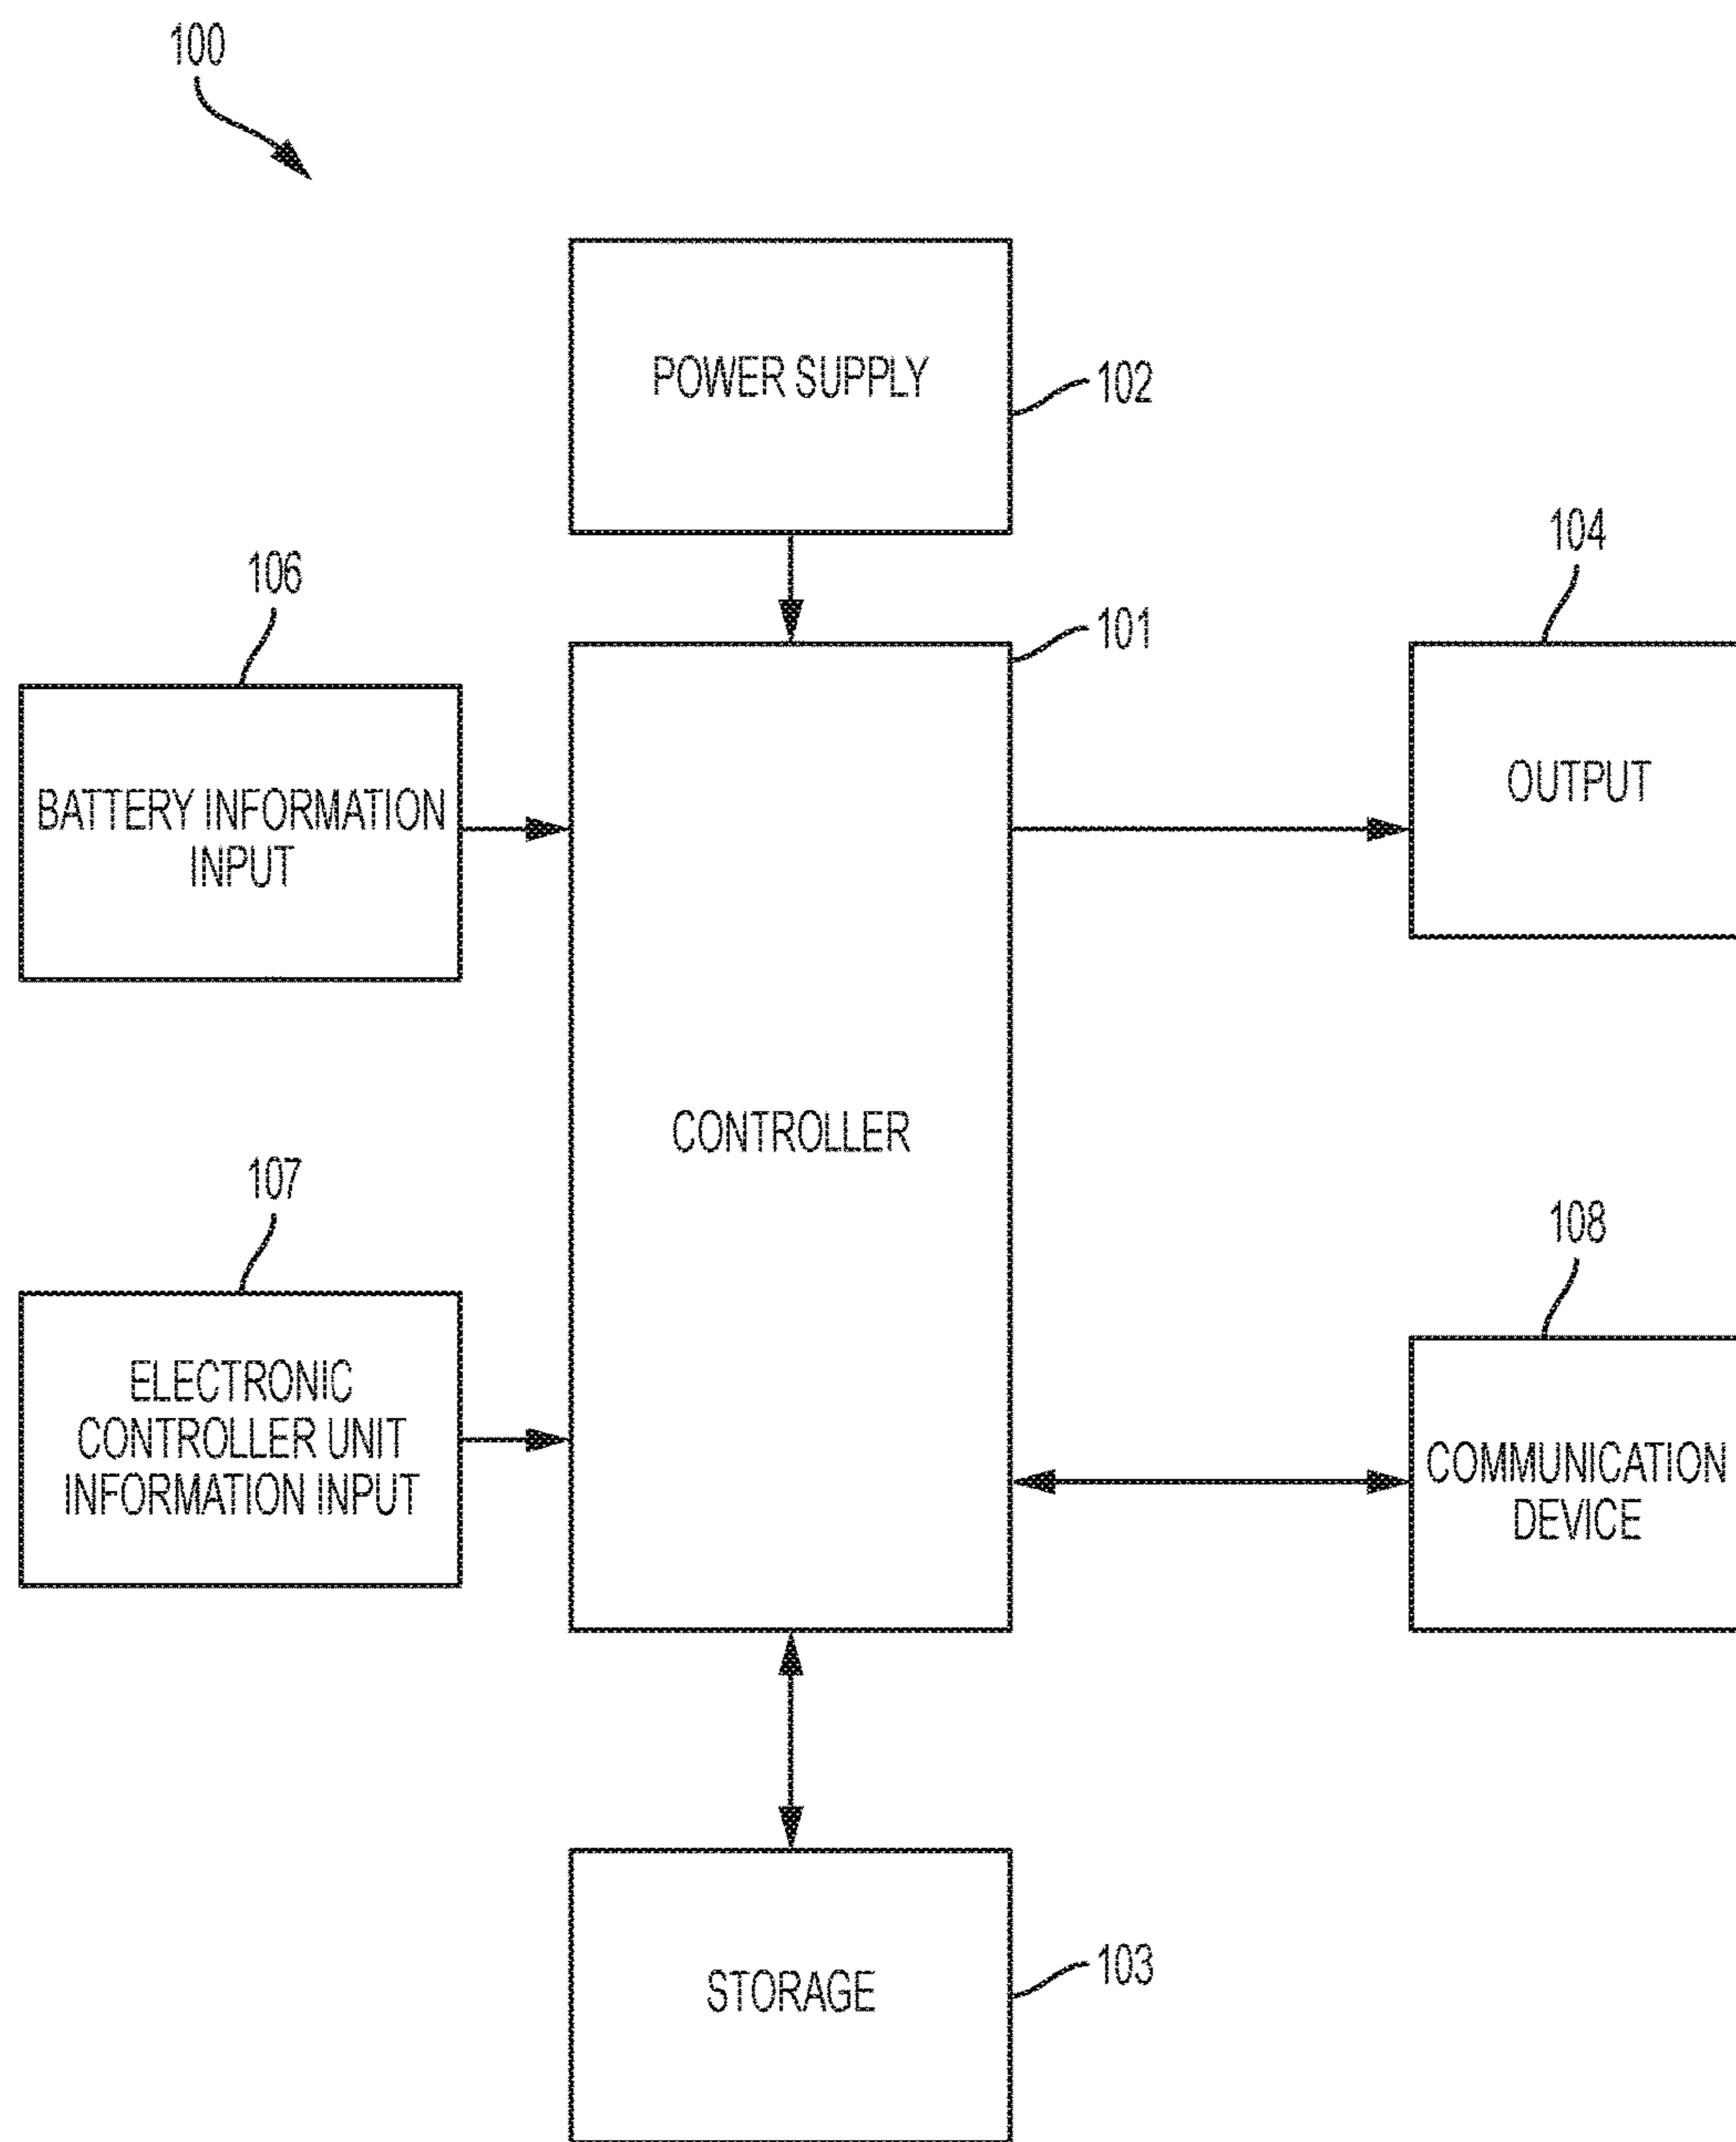 100
POWER SUPPLY
102
106
104
101
BATTERY INFORMATION
INPUT
OUTPUT
CONTROLLER
107
108
ELECTRONIC
CONTROLLER UNIT
INFORMATION INPUT
COMMUNICATION
DEVICE
STORAGE
103